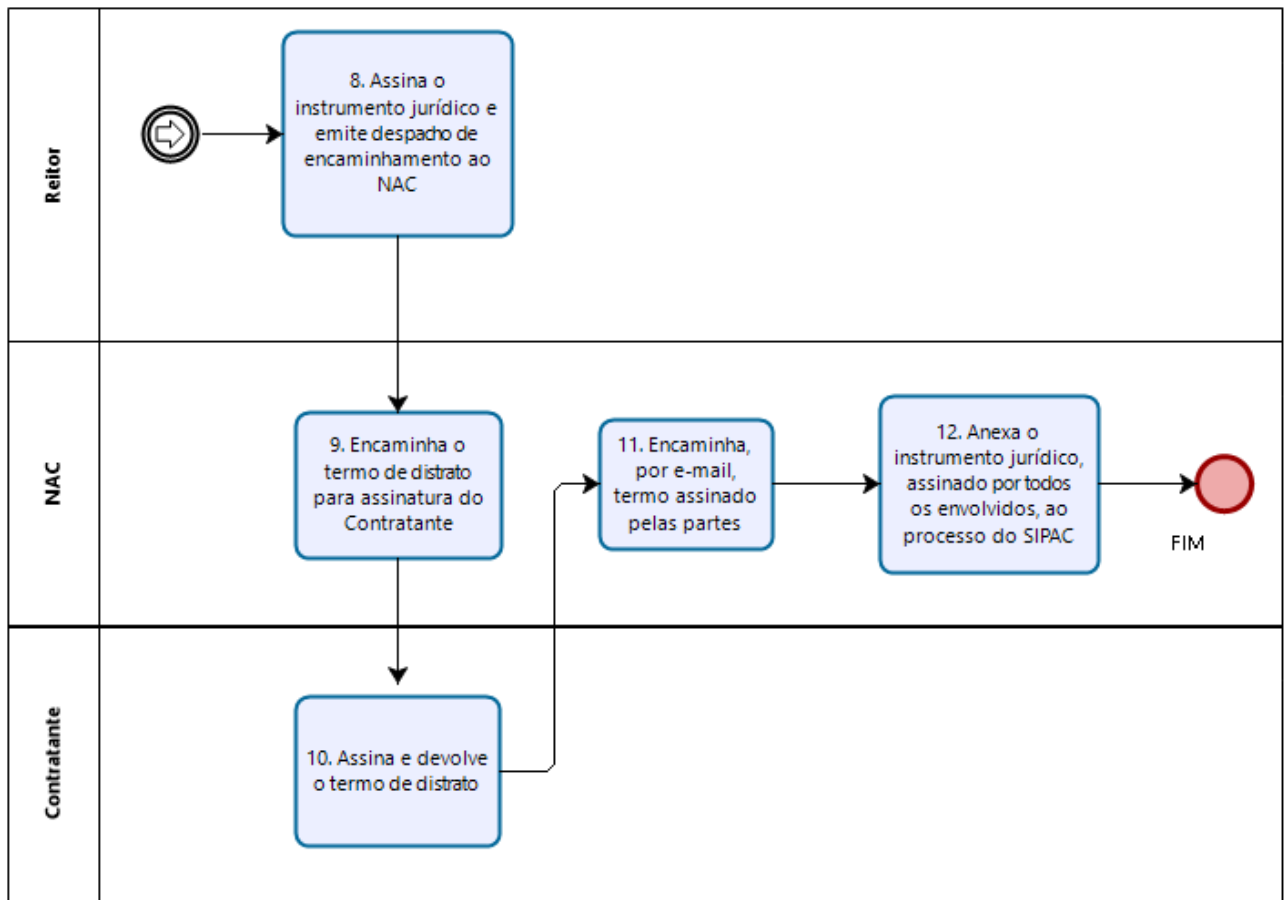 Reitor
8. Assina o
instrumento jurídico e
emite despacho de
encaminhamento ao
NAC
NAC
9. Encaminha o
termo de distrato
para assinatura do
Contratante
11. Encaminha,
por e-mail,
termo assinado
pelas partes
12. Anexa o
instrumento jurídico,
assinado por todos
os envolvidos, ao
processo do SIPAC
FIM
Contratante
10. Assina e devolve
o termo de distrato